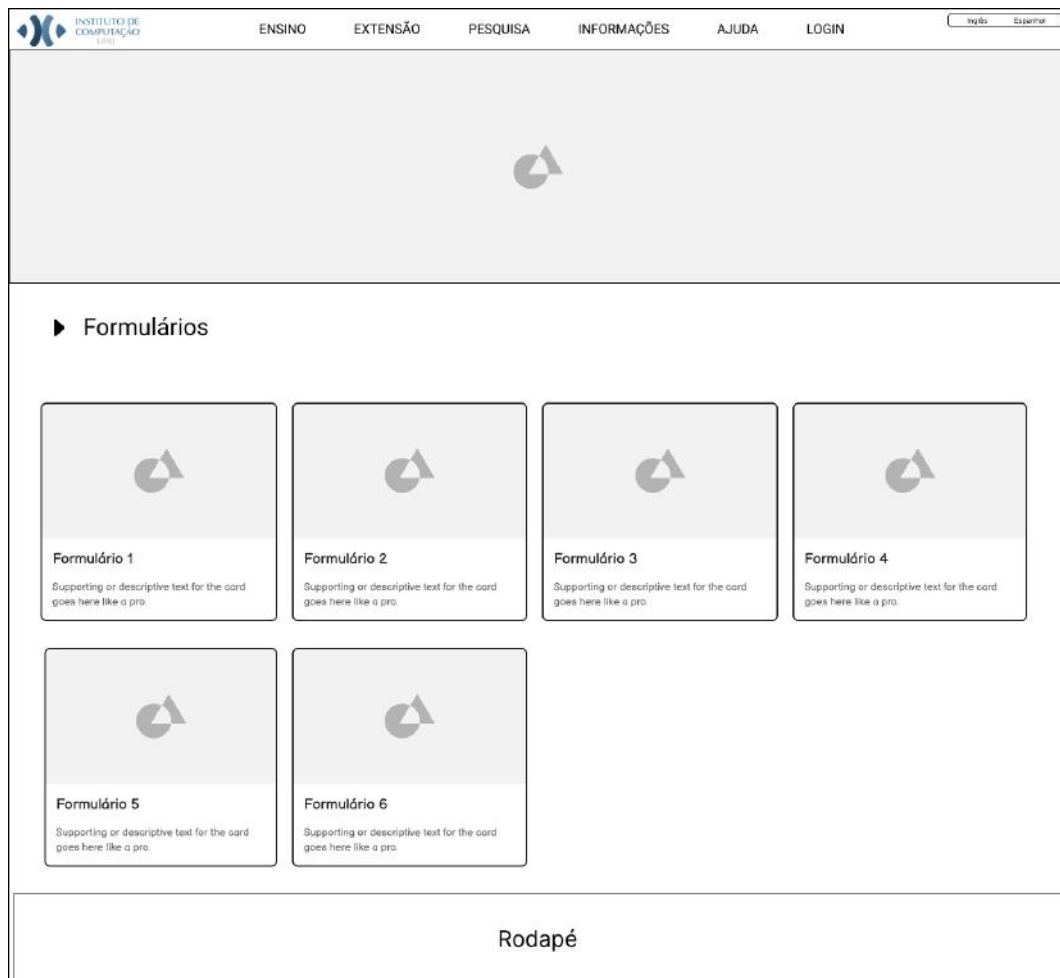 INSTITUTO DE
COMPUTAÇÃO
UFRJ
ENSINO EXTENSÃO PESQUISA INFORMAÇÕES AJUDA LOGIN
Inglês Espanhol
Formulários
Formulário 1
Supporting or descriptive text for the card
goes here like a pro.
Formulário 2
Supporting or descriptive text for the card
goes here like a pro.
Formulário 3
Supporting or descriptive text for the card
goes here like a pro.
Formulário 4
Supporting or descriptive text for the card
goes here like a pro.
Formulário 5
Supporting or descriptive text for the card
goes here like a pro.
Formulário 6
Supporting or descriptive text for the card
goes here like a pro.
Rodapé